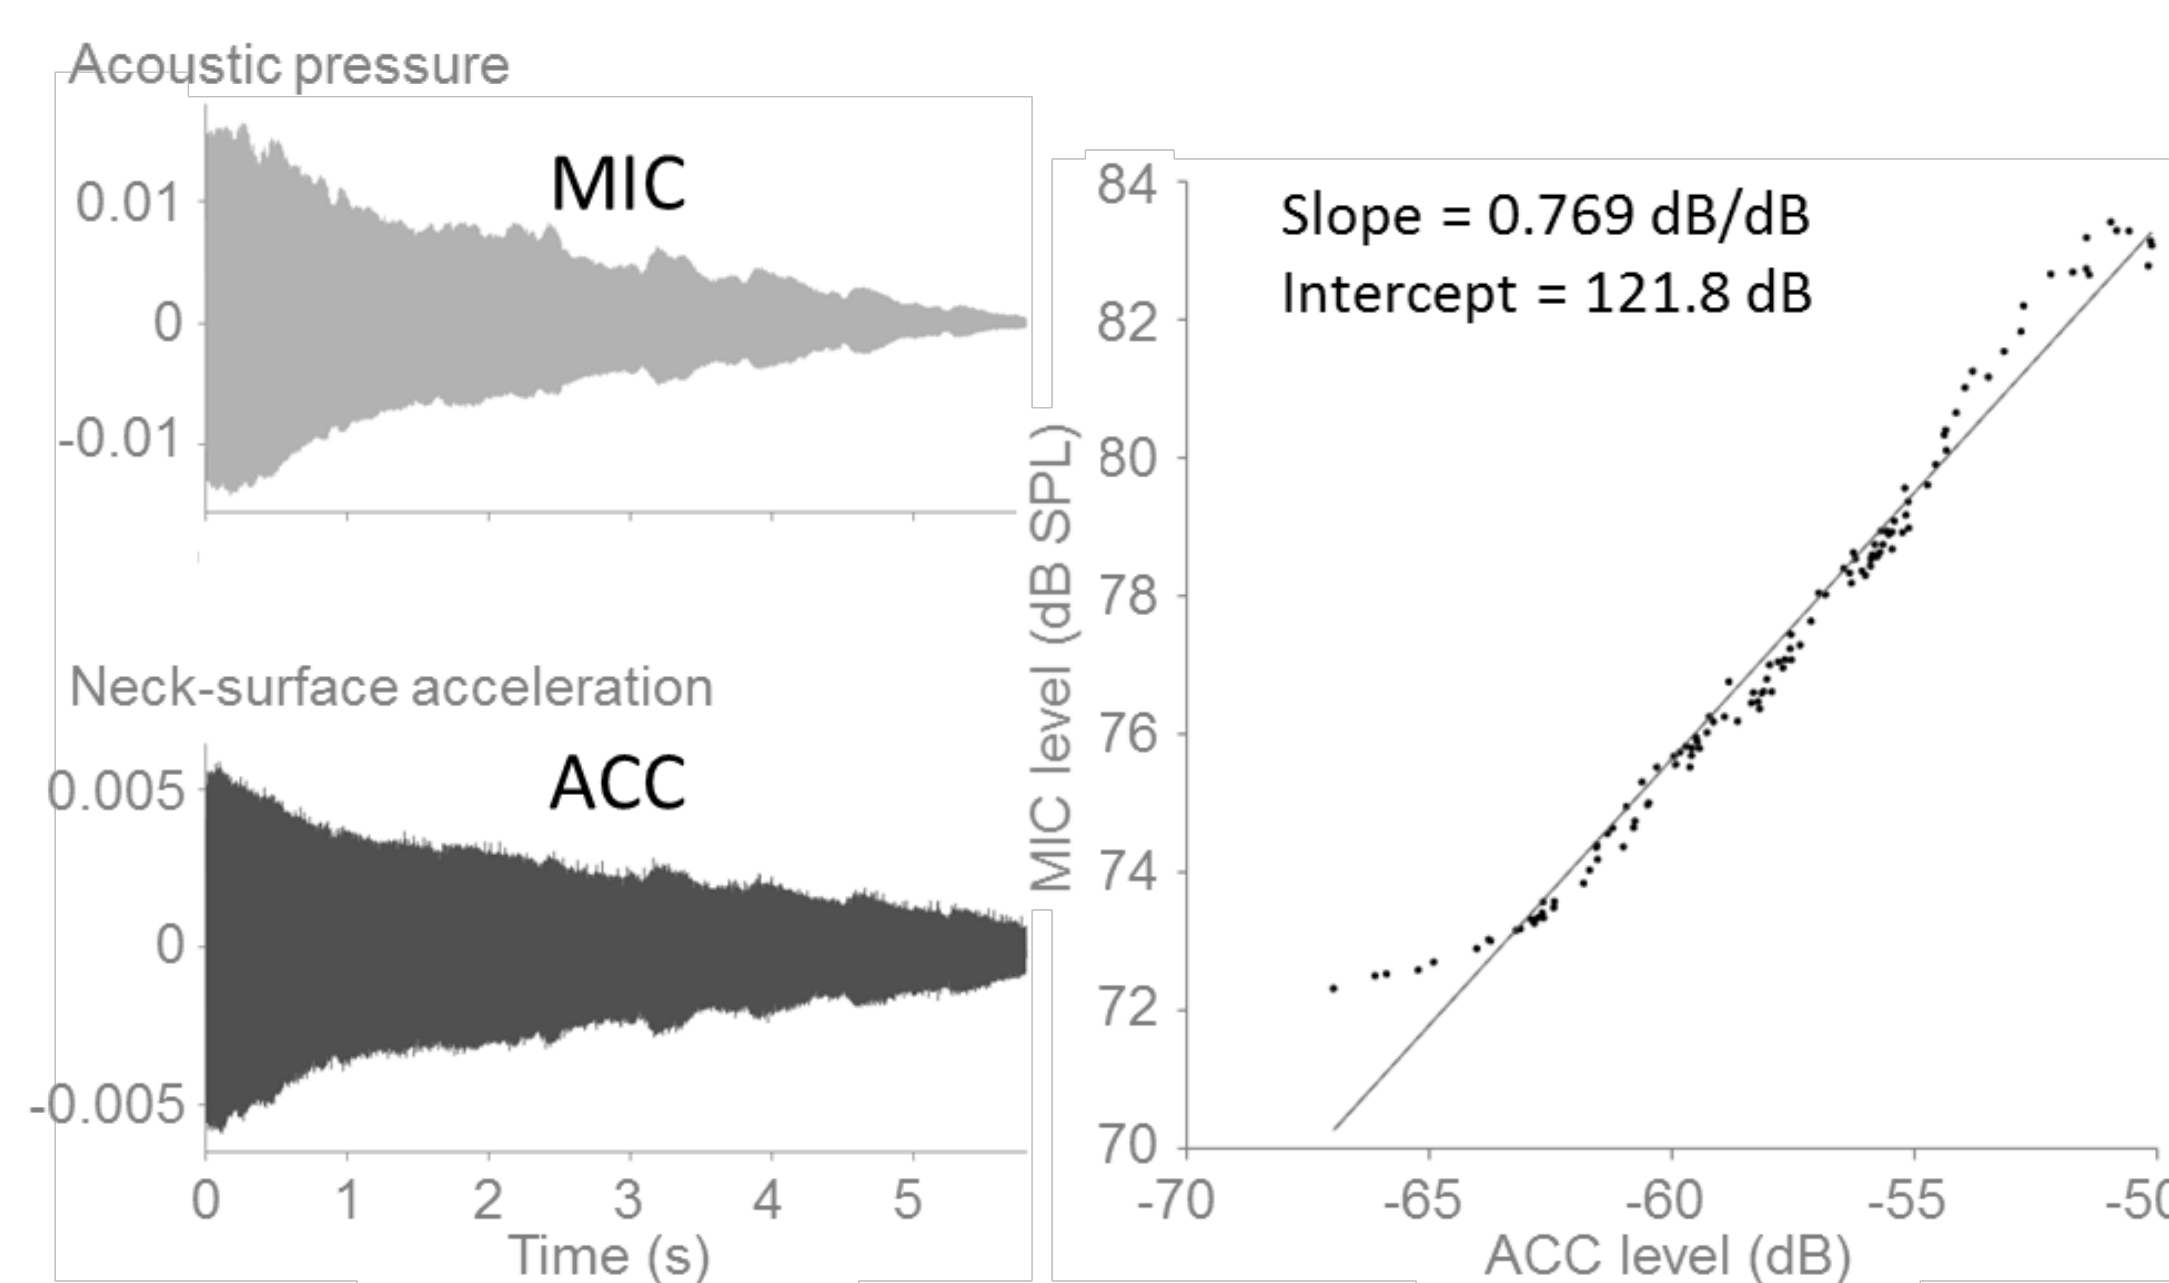 Acoustic pressure
MIC
0.01
0
-0.01
Neck-surface acceleration
ACC
0.005
0
-0.005
0 1 2 3 4 5
Time (s)
MIC level (dB SPL)
Slope = 0.769 dB/dB
Intercept = 121.8 dB
84
82
80
78
76
74
72
70
-70 -65 -60 -55 -50
ACC level (dB)